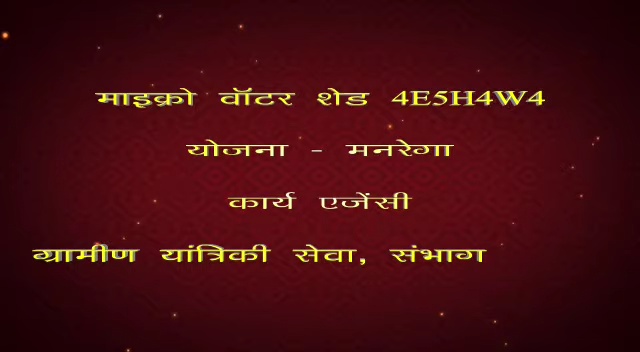 माइक्रो वॉटर शेड 4E5H4W4
योजना - मनरेगा
कार्य एजेंसी
ग्रामीण यांत्रिकी सेवा, संभाग